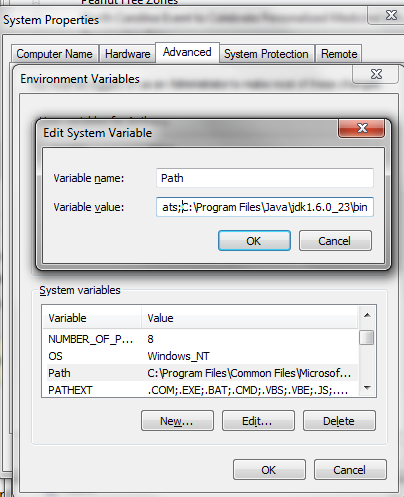 Peanut Free Zones
System Properties
Computer Name Hardware Advanced System Protection Remote
Environment Variables
Edit System Variable
Variable name: Path
Variable value: ats;C:\Program Files\Java\jdk1.6.0_23\bin
OK Cancel
System variables
Variable Value
NUMBER_OF_P... 8
OS Windows_NT
Path C:\Program Files\Common Files\Microsof...
PATHEXT .COM;.EXE;.BAT;.CMD;.VBS;.VBE;.JS;....
New... Edit... Delete
OK Cancel